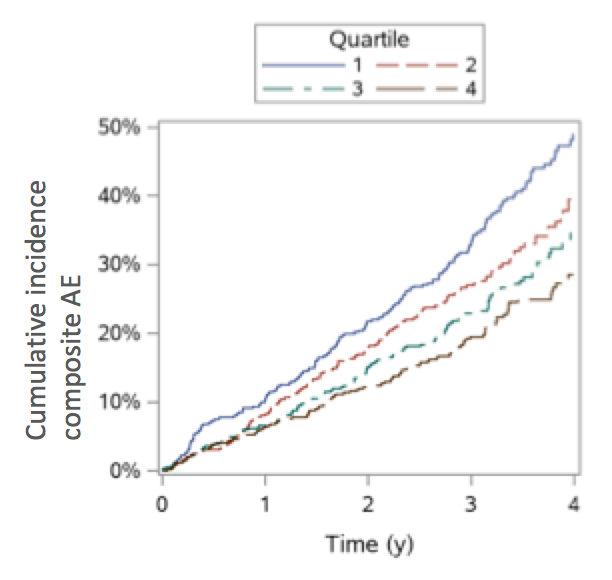 Quartile
1 2
3 4
Cumulative incidence
composite AE
50%
40%
30%
20%
10%
0%
0 1 2 3 4
Time (y)